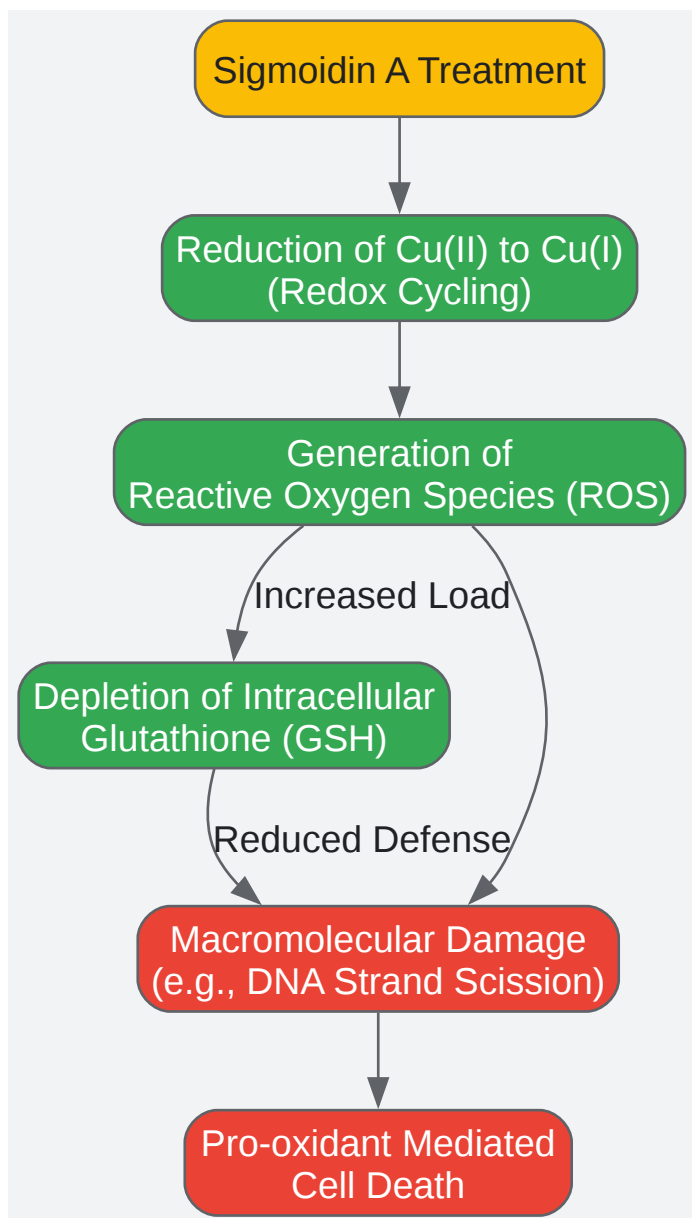 Sigmoidin A Treatment
Reduction of Cu(II) to Cu(I)
(Redox Cycling)
Generation of
Reactive Oxygen Species (ROS)
Increased Load
Depletion of Intracellular
Glutathione (GSH)
Reduced Defense
Macromolecular Damage
(e.g., DNA Strand Scission)
Pro-oxidant Mediated
Cell Death